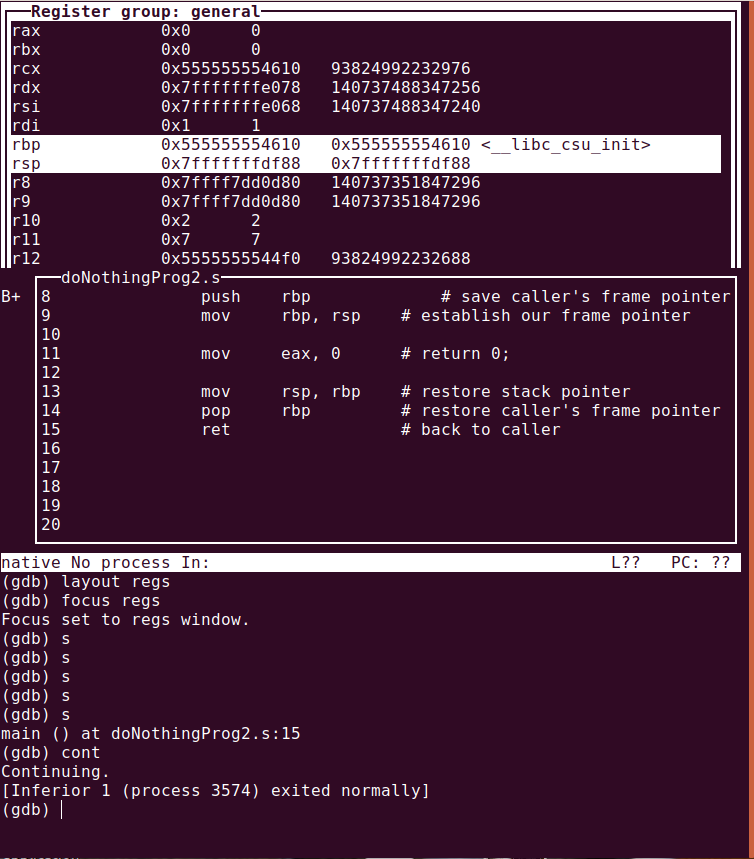 Register group: general
rax 0x0 0
rbx 0x0 0
rcx 0x555555554610 93824992232976
rdx 0x7fffffffe078 140737488347256
rsi 0x7fffffffe068 140737488347240
rdi 0x1 1
rbp 0x555555554610 0x555555554610 <__libc_csu_init>
rsp 0x7fffffffdf88 0x7fffffffdf88
r8 0x7ffff7dd0d80 140737351847296
r9 0x7ffff7dd0d80 140737351847296
r10 0x2 2
r11 0x7 7
r12 0x5555555544f0 93824992232688
doNothingProg2.s
B+ 8 push rbp # save caller's frame pointer
9 mov rbp, rsp # establish our frame pointer
10
11 mov eax, 0 # return 0;
12
13 mov rsp, rbp # restore stack pointer
14 pop rbp # restore caller's frame pointer
15 ret # back to caller
16
17
18
19
20
native No process In: L?? PC: ??
(gdb) layout regs
(gdb) focus regs
Focus set to regs window.
(gdb) s
(gdb) s
(gdb) s
(gdb) s
(gdb) s
main () at doNothingProg2.s:15
(gdb) cont
Continuing.
[Inferior 1 (process 3574) exited normally]
(gdb)